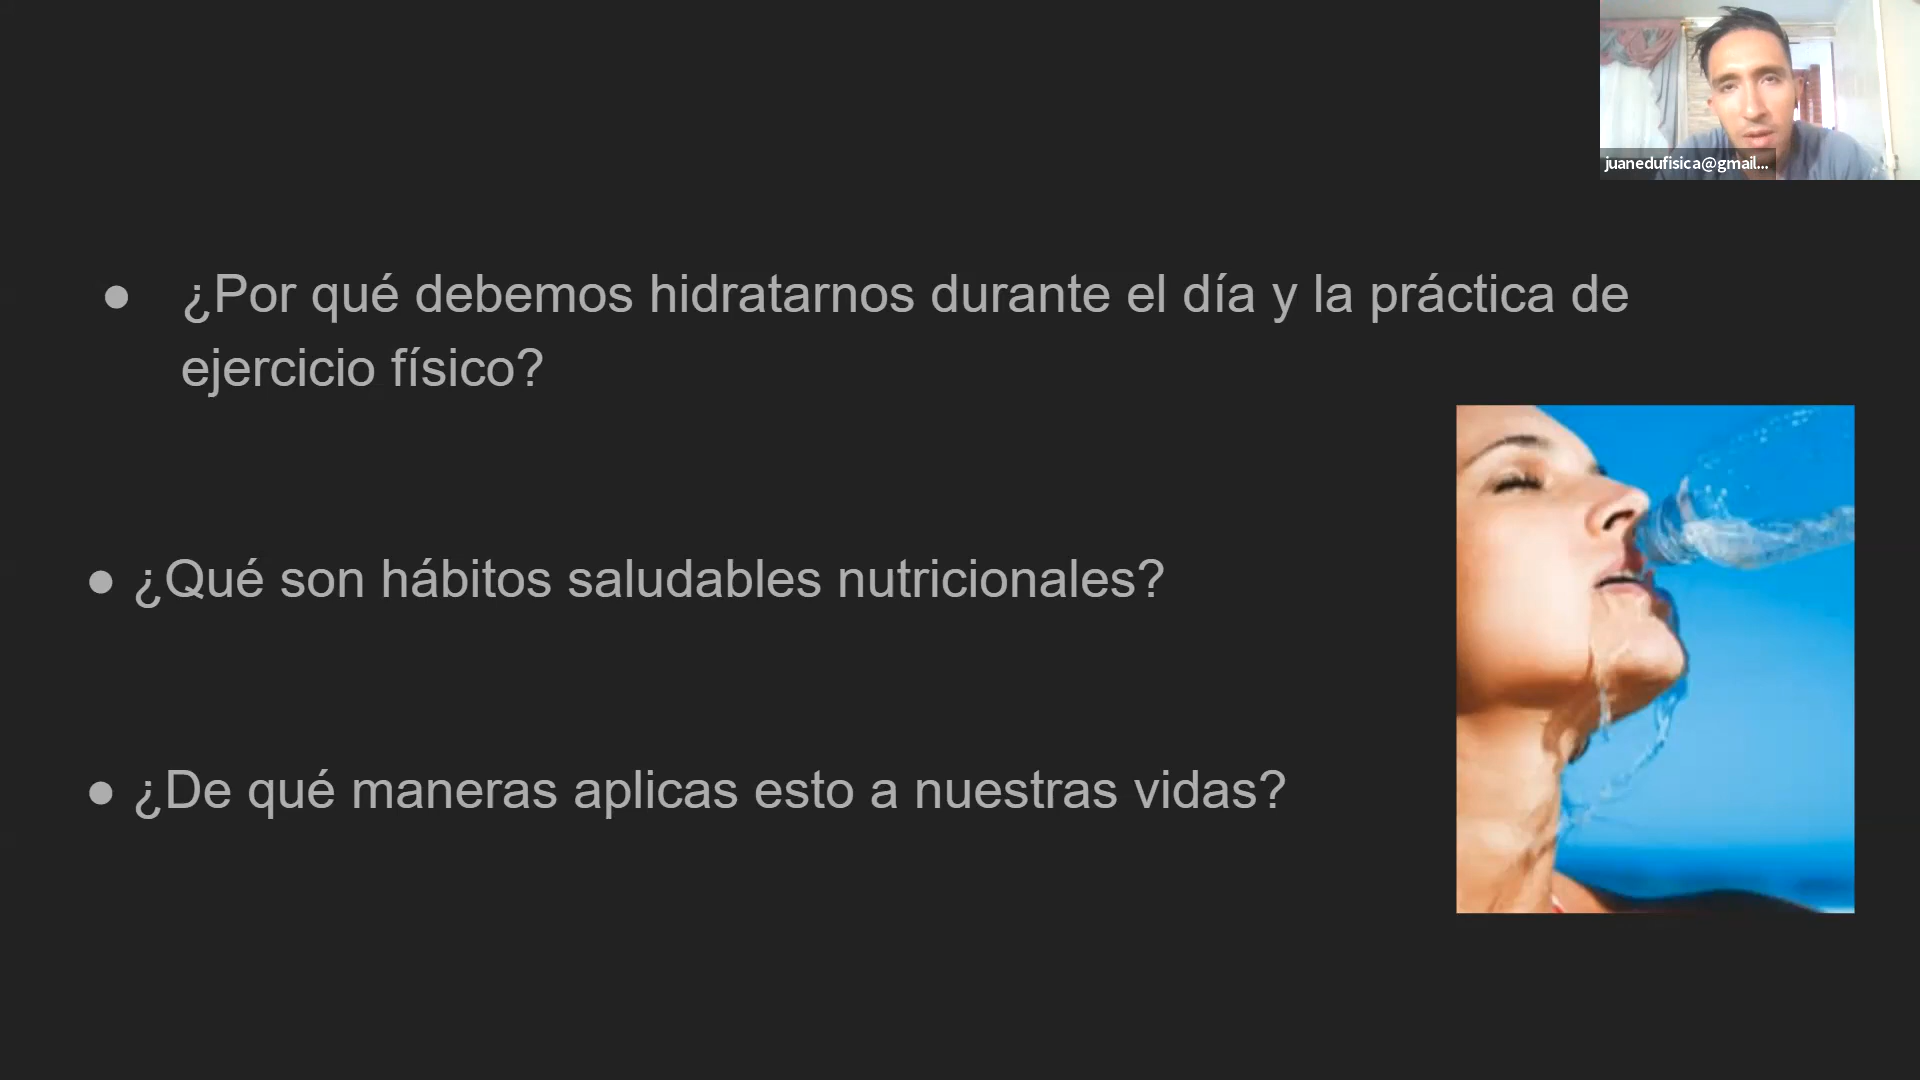 juanedufisica@gmail...
● ¿Por qué debemos hidratarnos durante el día y la práctica de
ejercicio físico?
● ¿Qué son hábitos saludables nutricionales?
● ¿De qué maneras aplicas esto a nuestras vidas?